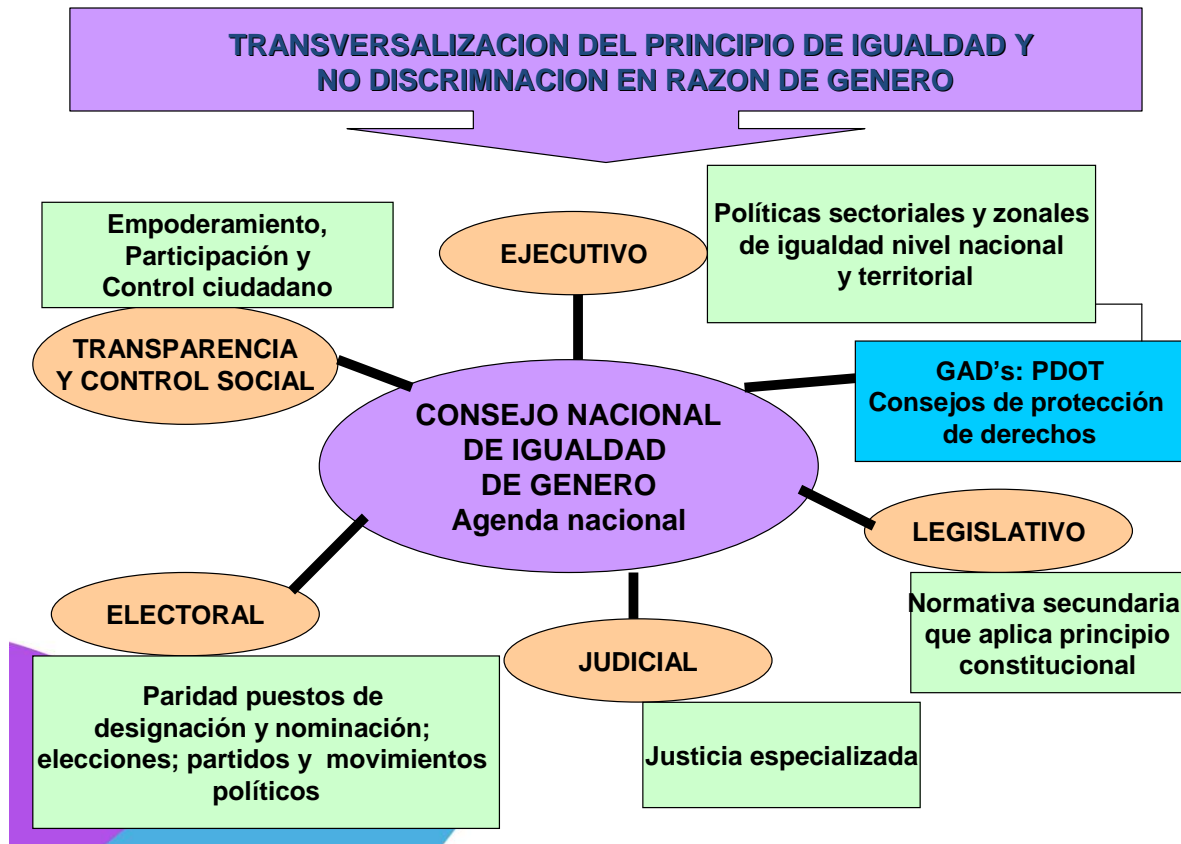 TRANSVERSALIZACION DEL PRINCIPIO DE IGUALDAD Y
NO DISCRIMNACION EN RAZON DE GENERO
Empoderamiento,
Participación y
Control ciudadano
TRANSPARENCIA
Y CONTROL SOCIAL
EJECUTIVO
Políticas sectoriales y zonales
de igualdad nivel nacional
y territorial
GAD's: PDOT
Consejos de protección
de derechos
CONSEJO NACIONAL
DE IGUALDAD
DE GENERO
Agenda nacional
LEGISLATIVO
Normativa secundaria
que aplica principio
constitucional
ELECTORAL
Paridad puestos de
designación y nominación;
elecciones; partidos y movimientos
políticos
JUDICIAL
Justicia especializada